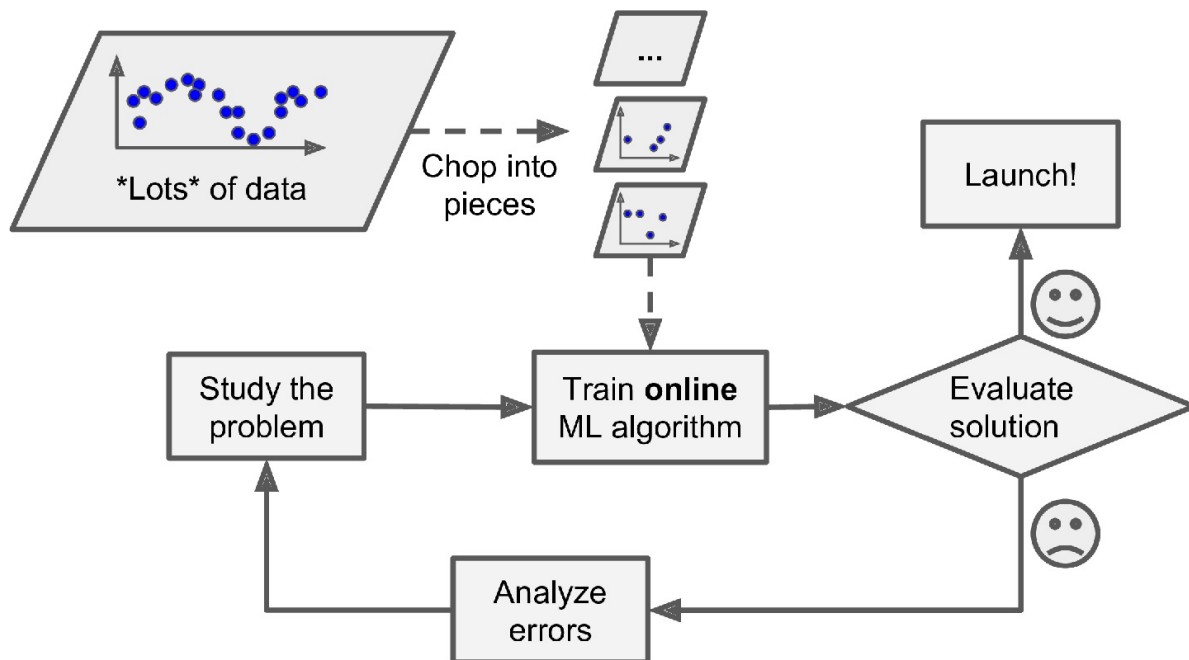 ...
*Lots* of data
Chop into
pieces
Launch!
Study the
problem
Train online
ML algorithm
Evaluate
solution
Analyze
errors